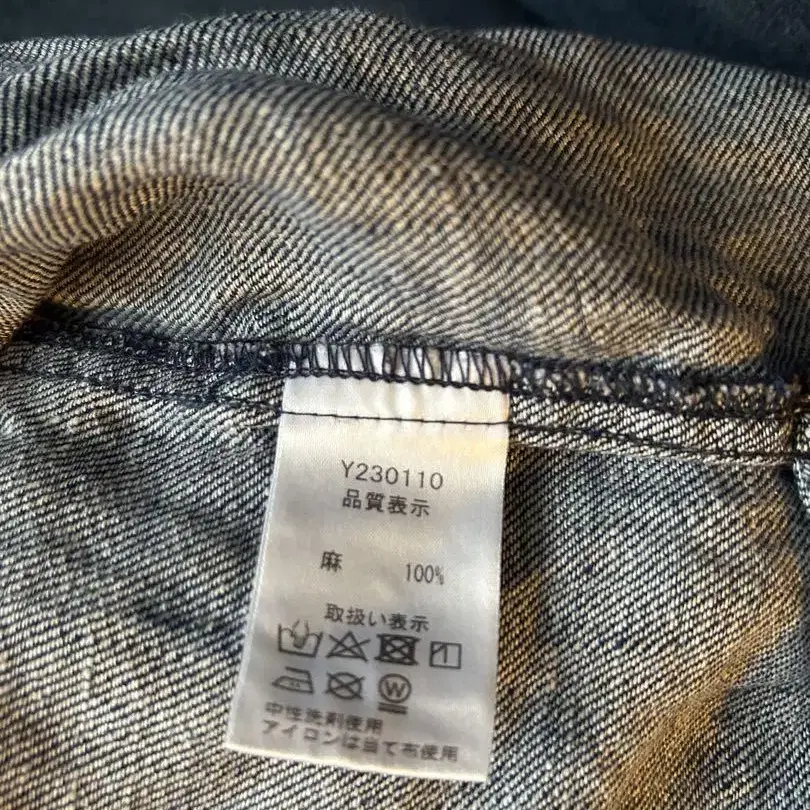 Y230110
品質表示
麻 100%
取扱い表示
W
中性洗剤使用
アイロンは当て布使用